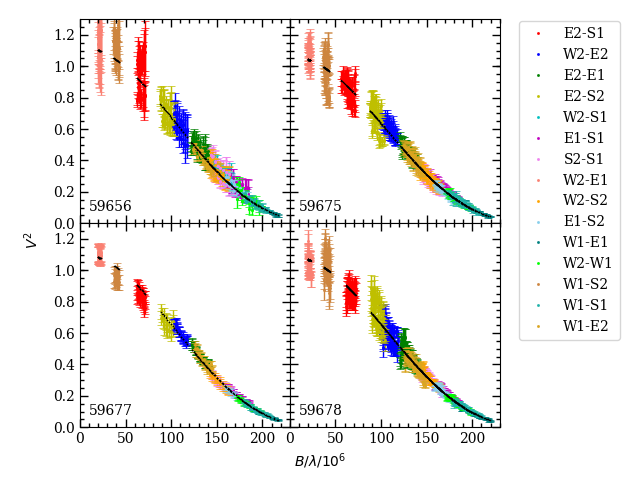 1.2
1.0
0.8
0.6
0.4
0.2
0.0
59656
59675
1.2
1.0
0.8
0.6
0.4
0.2
0.0
59677
59678
0 50 100 150 200 0 50 100 150 200
V²
B/λ/10⁶
E2-S1
W2-E2
E2-E1
E2-S2
W2-S1
E1-S1
S2-S1
W2-E1
W2-S2
E1-S2
W1-E1
W2-W1
W1-S2
W1-S1
W1-E2